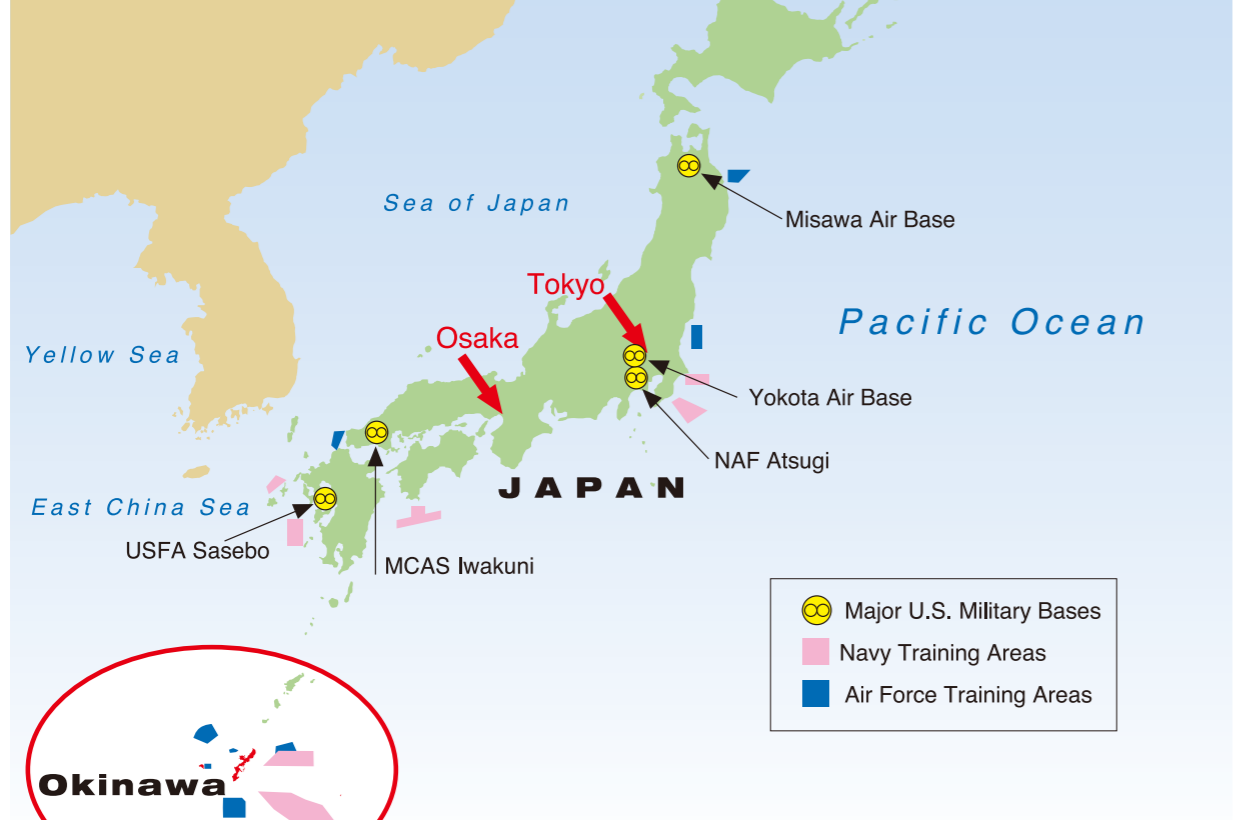 Sea of Japan
Misawa Air Base
Tokyo
Pacific Ocean
Osaka
Yellow Sea
Yokota Air Base
NAF Atsugi
JAPAN
East China Sea
USFA Sasebo
MCAS Iwakuni
Major U.S. Military Bases
Navy Training Areas
Air Force Training Areas
Okinawa